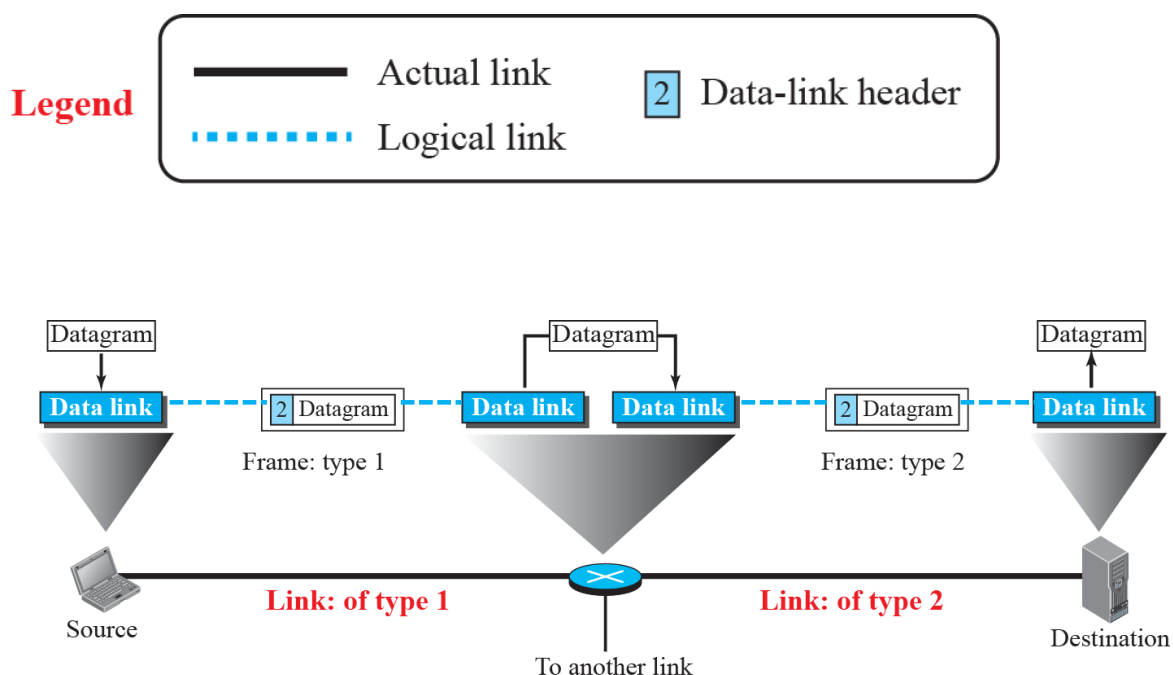 Legend
Actual link
2 Data-link header
Logical link
Datagram
Datagram
Datagram
Data link
2 Datagram
Data link
Data link
2 Datagram
Data link
Frame: type 1
Frame: type 2
Link: of type 1
Link: of type 2
Source
Destination
To another link